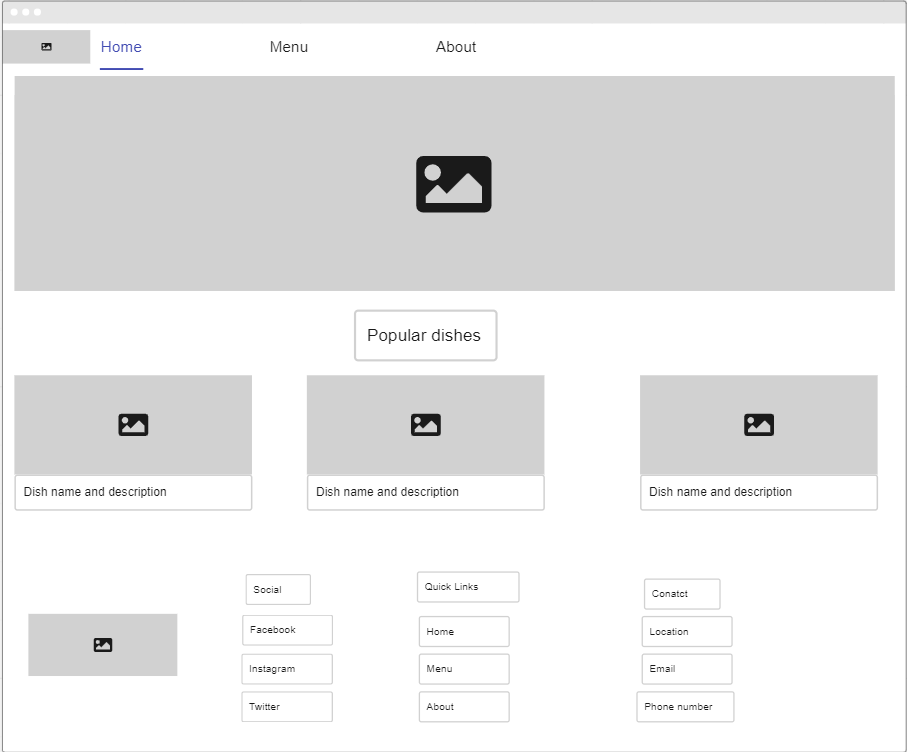 Home
Menu
About
Popular dishes
Dish name and description
Dish name and description
Dish name and description
Social
Facebook
Instagram
Twitter
Quick Links
Home
Menu
About
Conatct
Location
Email
Phone number